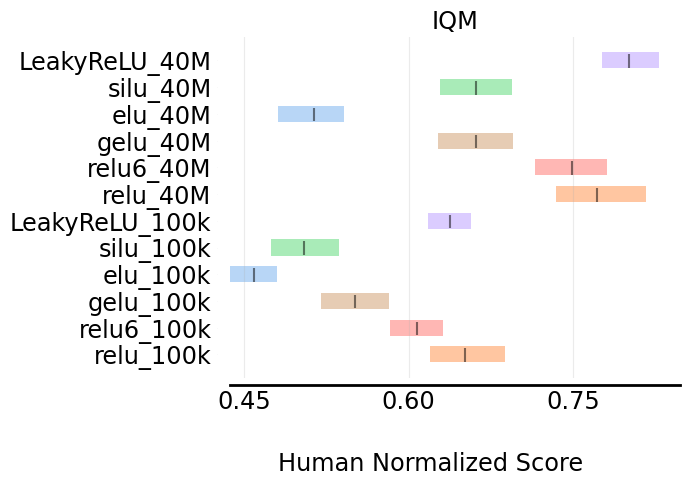 IQM
LeakyReLU_40M
silu_40M
elu_40M
gelu_40M
relu6_40M
relu_40M
LeakyReLU_100k
silu_100k
elu_100k
gelu_100k
relu6_100k
relu_100k
0.45 0.60 0.75
Human Normalized Score